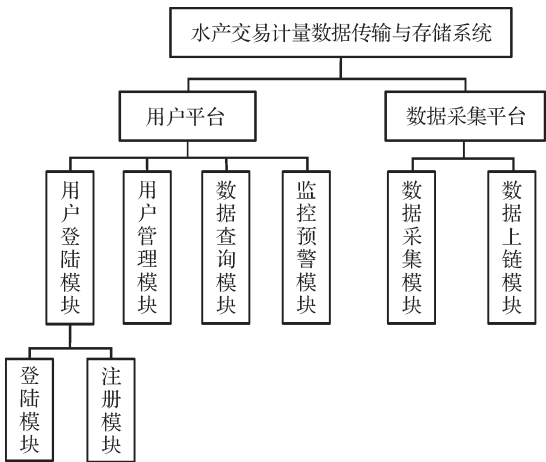 水产交易计量数据传输与存储系统
用户平台
数据采集平台
用户登陆模块
用户管理模块
数据查询模块
监控预警模块
数据采集模块
数据上链模块
登陆模块
注册模块